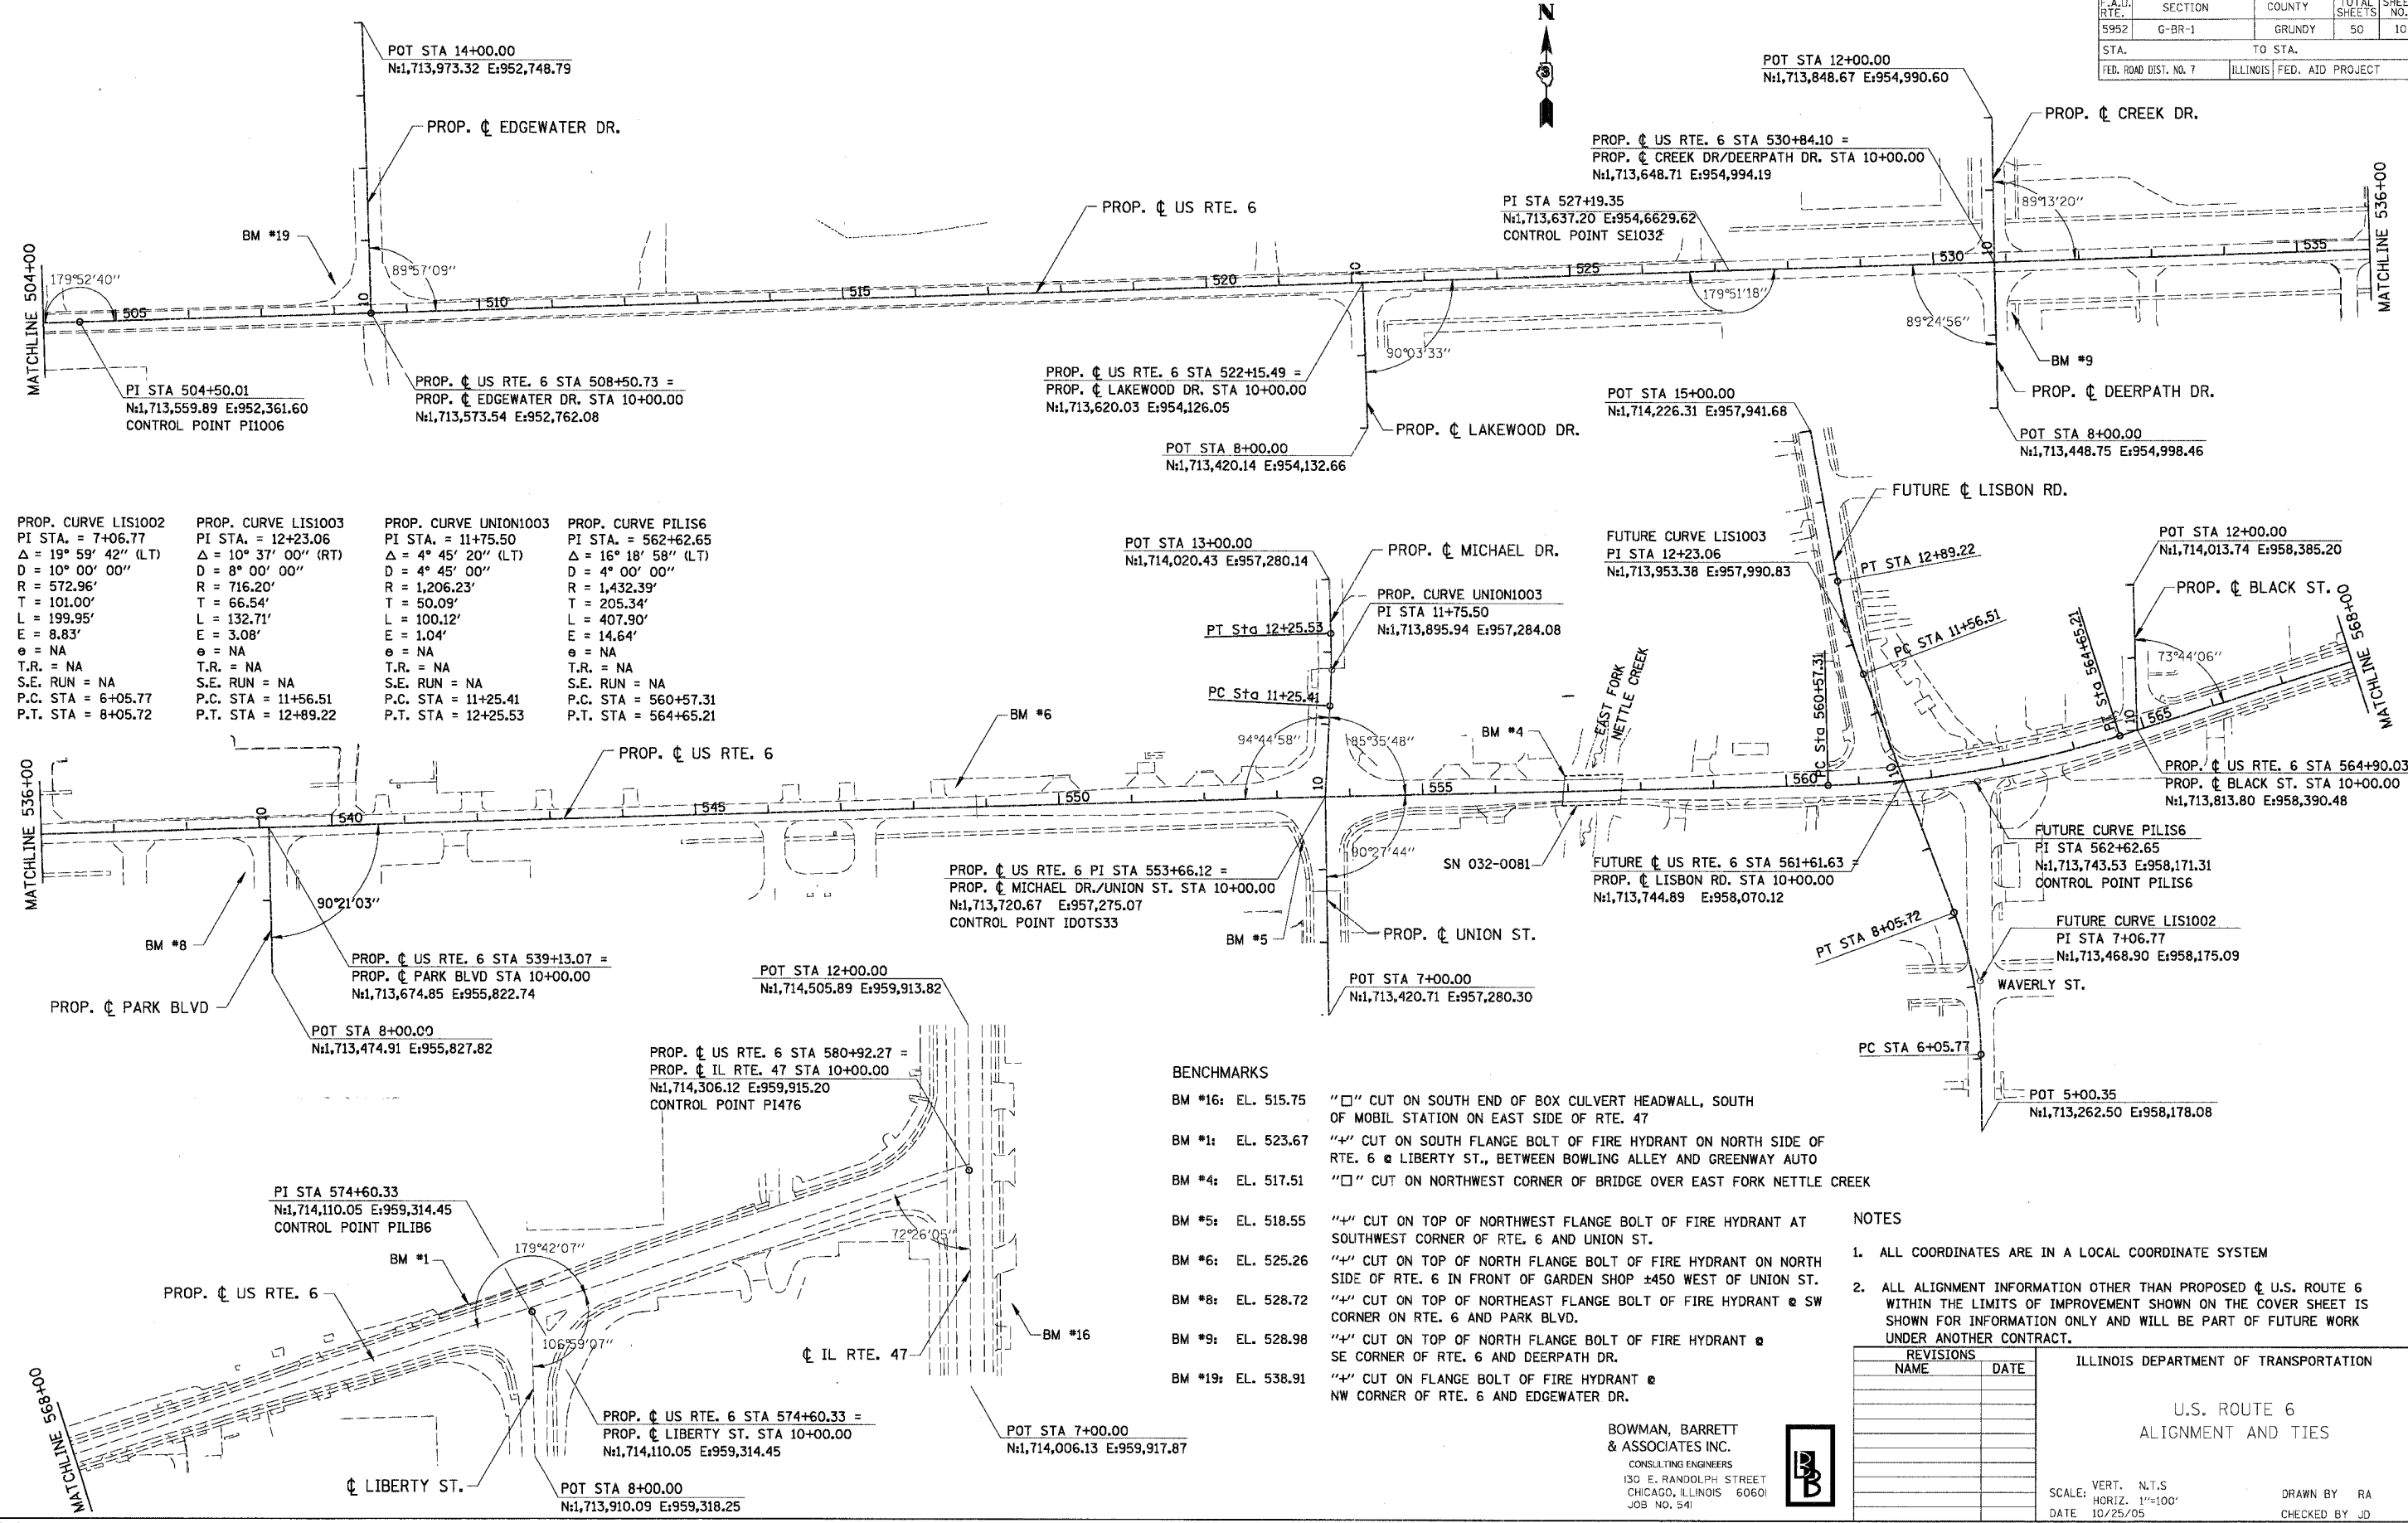 F.A.U. RTE. SECTION COUNTY TOTAL SHEETS SHEET NO.
5952 G-BR-1 GRUNDY 50 10
STA. TO STA.
FED. ROAD DIST. NO. 7 ILLINOIS FED. AID PROJECT
N
3
POT STA 14+00.00
N:1,713,973.32 E:952,748.79
PROP. ℄ EDGEWATER DR.
BM #19
MATCHLINE 504+00
179°52'40"
89°57'09"
10
505
510
515
520
525
530
535
PI STA 504+50.01
N:1,713,559.89 E:952,361.60
CONTROL POINT PI1006
PROP. ℄ US RTE. 6 STA 508+50.73 =
PROP. ℄ EDGEWATER DR. STA 10+00.00
N:1,713,573.54 E:952,762.08
PROP. ℄ US RTE. 6
10
90°03'33"
PROP. ℄ US RTE. 6 STA 522+15.49 =
PROP. ℄ LAKEWOOD DR. STA 10+00.00
N:1,713,620.03 E:954,126.05
PROP. ℄ LAKEWOOD DR.
POT STA 8+00.00
N:1,713,420.14 E:954,132.66
POT STA 12+00.00
N:1,713,848.67 E:954,990.60
PROP. ℄ CREEK DR.
PROP. ℄ US RTE. 6 STA 530+84.10 =
PROP. ℄ CREEK DR/DEERPATH DR. STA 10+00.00
N:1,713,648.71 E:954,994.19
PI STA 527+19.35
N:1,713,637.20 E:954,6629.62
CONTROL POINT SE1032
179°51'18"
89°13'20"
10
89°24'56"
BM #9
PROP. ℄ DEERPATH DR.
POT STA 8+00.00
N:1,713,448.75 E:954,998.46
MATCHLINE 536+00
PROP. CURVE LIS1002
PI STA. = 7+06.77
Δ = 19° 59' 42" (LT)
D = 10° 00' 00"
R = 572.96'
T = 101.00'
L = 199.95'
E = 8.83'
e = NA
T.R. = NA
S.E. RUN = NA
P.C. STA = 6+05.77
P.T. STA = 8+05.72
PROP. CURVE LIS1003
PI STA. = 12+23.06
Δ = 10° 37' 00" (RT)
D = 8° 00' 00"
R = 716.20'
T = 66.54'
L = 132.71'
E = 3.08'
e = NA
T.R. = NA
S.E. RUN = NA
P.C. STA = 11+56.51
P.T. STA = 12+89.22
PROP. CURVE UNION1003
PI STA. = 11+75.50
Δ = 4° 45' 20" (LT)
D = 4° 45' 00"
R = 1,206.23'
T = 50.09'
L = 100.12'
E = 1.04'
e = NA
T.R. = NA
S.E. RUN = NA
P.C. STA = 11+25.41
P.T. STA = 12+25.53
PROP. CURVE PILIS6
PI STA. = 562+62.65
Δ = 16° 18' 58" (LT)
D = 4° 00' 00"
R = 1,432.39'
T = 205.34'
L = 407.90'
E = 14.64'
e = NA
T.R. = NA
S.E. RUN = NA
P.C. STA = 560+57.31
P.T. STA = 564+65.21
MATCHLINE 536+00
10
540
545
550
555
560
565
PROP. ℄ US RTE. 6
BM #6
BM #8
90°21'03"
PROP. ℄ PARK BLVD
PROP. ℄ US RTE. 6 STA 539+13.07 =
PROP. ℄ PARK BLVD STA 10+00.00
N:1,713,674.85 E:955,822.74
POT STA 8+00.00
N:1,713,474.91 E:955,827.82
POT STA 13+00.00
N:1,714,020.43 E:957,280.14
PROP. ℄ MICHAEL DR.
PROP. CURVE UNION1003
PI STA 11+75.50
N:1,713,895.94 E:957,284.08
PT Sta 12+25.53
PC Sta 11+25.41
94°44'58"
85°35'48"
10
90°27'44"
PROP. ℄ US RTE. 6 PI STA 553+66.12 =
PROP. ℄ MICHAEL DR./UNION ST. STA 10+00.00
N:1,713,720.67 E:957,275.07
CONTROL POINT IDOTS33
BM #5
PROP. ℄ UNION ST.
POT STA 7+00.00
N:1,713,420.71 E:957,280.30
BM #4
EAST FORK
NETTLE CREEK
SN 032-0081
POT STA 15+00.00
N:1,714,226.31 E:957,941.68
FUTURE ℄ LISBON RD.
FUTURE CURVE LIS1003
PI STA 12+23.06
N:1,713,953.38 E:957,990.83
PT STA 12+89.22
PC STA 11+56.51
PC Sta 560+57.31
10
FUTURE ℄ US RTE. 6 STA 561+61.63 =
PROP. ℄ LISBON RD. STA 10+00.00
N:1,713,744.89 E:958,070.12
PT Sta 564+65.21
POT STA 12+00.00
N:1,714,013.74 E:958,385.20
PROP. ℄ BLACK ST.
73°44'06"
10
MATCHLINE 568+00
PROP. ℄ US RTE. 6 STA 564+90.03
PROP. ℄ BLACK ST. STA 10+00.00
N:1,713,813.80 E:958,390.48
FUTURE CURVE PILIS6
PI STA 562+62.65
N:1,713,743.53 E:958,171.31
CONTROL POINT PILIS6
FUTURE CURVE LIS1002
PI STA 7+06.77
N:1,713,468.90 E:958,175.09
PT STA 8+05.72
WAVERLY ST.
PC STA 6+05.77
POT 5+00.35
N:1,713,262.50 E:958,178.08
POT STA 12+00.00
N:1,714,505.89 E:959,913.82
PROP. ℄ US RTE. 6 STA 580+92.27 =
PROP. ℄ IL RTE. 47 STA 10+00.00
N:1,714,306.12 E:959,915.20
CONTROL POINT PI476
PI STA 574+60.33
N:1,714,110.05 E:959,314.45
CONTROL POINT PILIB6
BM #1
179°42'07"
72°26'05"
PROP. ℄ US RTE. 6
106°59'07"
℄ IL RTE. 47
BM #16
MATCHLINE 568+00
PROP. ℄ US RTE. 6 STA 574+60.33 =
PROP. ℄ LIBERTY ST. STA 10+00.00
N:1,714,110.05 E:959,314.45
℄ LIBERTY ST.
POT STA 8+00.00
N:1,713,910.09 E:959,318.25
POT STA 7+00.00
N:1,714,006.13 E:959,917.87
BENCHMARKS
BM #16: EL. 515.75 "□" CUT ON SOUTH END OF BOX CULVERT HEADWALL, SOUTH
OF MOBIL STATION ON EAST SIDE OF RTE. 47
BM #1: EL. 523.67 "+" CUT ON SOUTH FLANGE BOLT OF FIRE HYDRANT ON NORTH SIDE OF
RTE. 6 @ LIBERTY ST., BETWEEN BOWLING ALLEY AND GREENWAY AUTO
BM #4: EL. 517.51 "□" CUT ON NORTHWEST CORNER OF BRIDGE OVER EAST FORK NETTLE CREEK
BM #5: EL. 518.55 "+" CUT ON TOP OF NORTHWEST FLANGE BOLT OF FIRE HYDRANT AT
SOUTHWEST CORNER OF RTE. 6 AND UNION ST.
BM #6: EL. 525.26 "+" CUT ON TOP OF NORTH FLANGE BOLT OF FIRE HYDRANT ON NORTH
SIDE OF RTE. 6 IN FRONT OF GARDEN SHOP ±450 WEST OF UNION ST.
BM #8: EL. 528.72 "+" CUT ON TOP OF NORTHEAST FLANGE BOLT OF FIRE HYDRANT @ SW
CORNER ON RTE. 6 AND PARK BLVD.
BM #9: EL. 528.98 "+" CUT ON TOP OF NORTH FLANGE BOLT OF FIRE HYDRANT @
SE CORNER OF RTE. 6 AND DEERPATH DR.
BM #19: EL. 538.91 "+" CUT ON FLANGE BOLT OF FIRE HYDRANT @
NW CORNER OF RTE. 6 AND EDGEWATER DR.
NOTES
1. ALL COORDINATES ARE IN A LOCAL COORDINATE SYSTEM
2. ALL ALIGNMENT INFORMATION OTHER THAN PROPOSED ℄ U.S. ROUTE 6
WITHIN THE LIMITS OF IMPROVEMENT SHOWN ON THE COVER SHEET IS
SHOWN FOR INFORMATION ONLY AND WILL BE PART OF FUTURE WORK
UNDER ANOTHER CONTRACT.
BOWMAN, BARRETT
& ASSOCIATES INC.
CONSULTING ENGINEERS
130 E. RANDOLPH STREET
CHICAGO, ILLINOIS 60601
JOB NO. 541
BB
REVISIONS
NAME DATE
ILLINOIS DEPARTMENT OF TRANSPORTATION
U.S. ROUTE 6
ALIGNMENT AND TIES
SCALE: VERT. N.T.S
HORIZ. 1"=100'
DATE 10/25/05
DRAWN BY RA
CHECKED BY JD